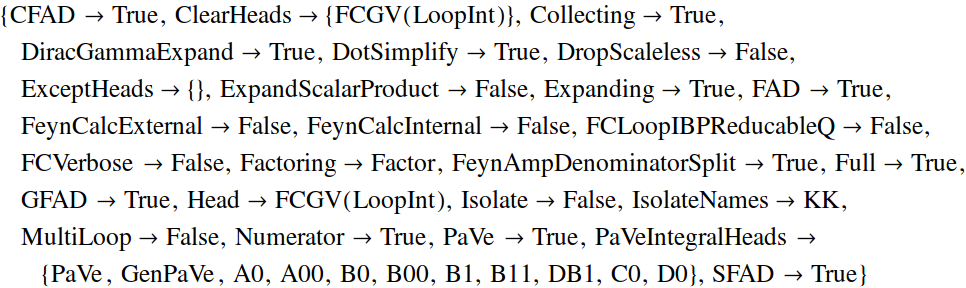 {CFAD → True, ClearHeads → {FCGV(LoopInt)}, Collecting → True,
DiracGammaExpand → True, DotSimplify → True, DropScaleless → False,
ExceptHeads → {}, ExpandScalarProduct → False, Expanding → True, FAD → True,
FeynCalcExternal → False, FeynCalcInternal → False, FCLoopIBPReducableQ → False,
FCVerbose → False, Factoring → Factor, FeynAmpDenominatorSplit → True, Full → True,
GFAD → True, Head → FCGV(LoopInt), Isolate → False, IsolateNames → KK,
MultiLoop → False, Numerator → True, PaVe → True, PaVeIntegralHeads →
{PaVe, GenPaVe, A0, A00, B0, B00, B1, B11, DB1, C0, D0}, SFAD → True}